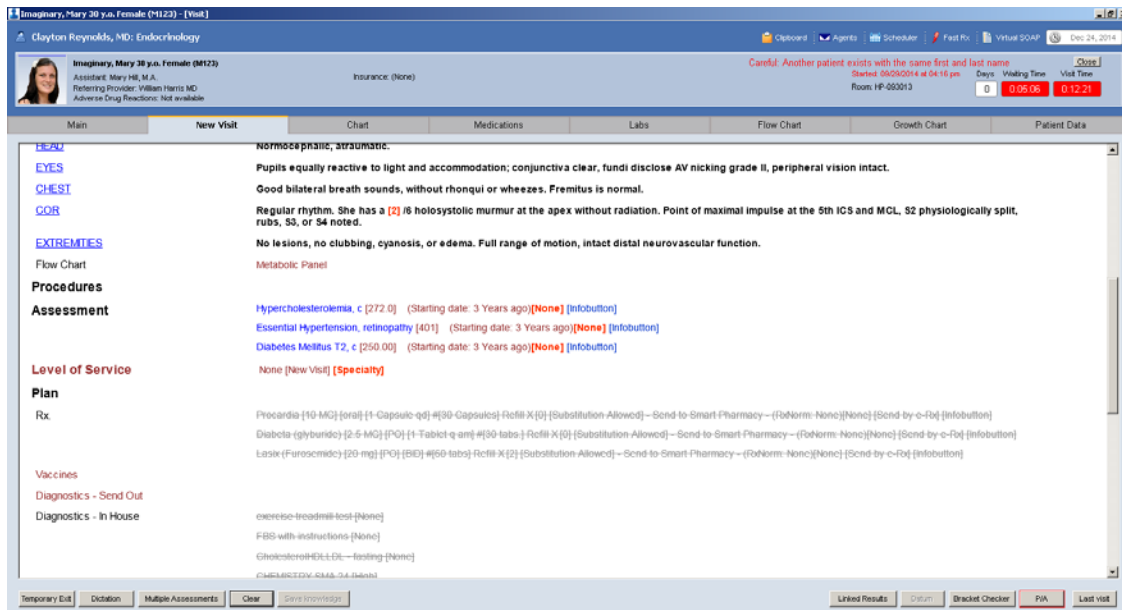 Imaginary, Mary 30 y.o. Female (M123) - [Visit]
Clayton Reynolds, MD: Endocrinology
Clipboard Agents Scheduler Fast Rx Virtual SOAP Dec 24, 2014
Imaginary, Mary 30 y.o. Female (M123)
Assistant: Mary Hill, M.A.
Referring Provider: William Harris MD
Adverse Drug Reactions: Not available
Insurance: (None)
Careful: Another patient exists with the same first and last name
Close
Started: 09/29/2014 at 04:16 pm
Room: HP-093013
Days Waiting Time Visit Time
0 0:05:06 0:12:21
Main New Visit Chart Medications Labs Flow Chart Growth Chart Patient Data
HEAD Normocephalic, atraumatic.
EYES Pupils equally reactive to light and accommodation; conjunctiva clear, fundi disclose AV nicking grade II, peripheral vision intact.
CHEST Good bilateral breath sounds, without rhonqui or wheezes. Fremitus is normal.
COR Regular rhythm. She has a [2] /6 holosystolic murmur at the apex without radiation. Point of maximal impulse at the 5th ICS and MCL, S2 physiologically split,
rubs, S3, or S4 noted.
EXTREMITIES No lesions, no clubbing, cyanosis, or edema. Full range of motion, intact distal neurovascular function.
Flow Chart Metabolic Panel
Procedures
Assessment Hypercholesterolemia, c [272.0] (Starting date: 3 Years ago)[None] [Infobutton]
Essential Hypertension, retinopathy [401] (Starting date: 3 Years ago)[None] [Infobutton]
Diabetes Mellitus T2, c [250.00] (Starting date: 3 Years ago)[None] [Infobutton]
Level of Service None [New Visit] [Specialty]
Plan
Rx. Procardia [10 MG] [oral] [1 Capsule qd] #[30 Capsules] Refill X [0] [Substitution Allowed] - Send to Smart Pharmacy - (RxNorm: None)[None] [Send by e-Rx] [Infobutton]
Diabeta (glyburide) [2.5 MG] [PO] [1 Tablet q am] #[30 tabs.] Refill X [0] [Substitution Allowed] - Send to Smart Pharmacy - (RxNorm: None)[None] [Send by e-Rx] [Infobutton]
Lasix (Furosemide) [20 mg] [PO] [BID] #[60 tabs] Refill X [2] [Substitution Allowed] - Send to Smart Pharmacy - (RxNorm: None)[None] [Send by e-Rx] [Infobutton]
Vaccines
Diagnostics - Send Out
Diagnostics - In House exercise treadmill test [None]
FBS with instructions [None]
CholesterolHDLLDL - fasting [None]
CHEMISTRY SMA 24 [High]
Temporary Exit Dictation Multiple Assessments Clear Save knowledge Linked Results Datum Bracket Checker P/A Last visit